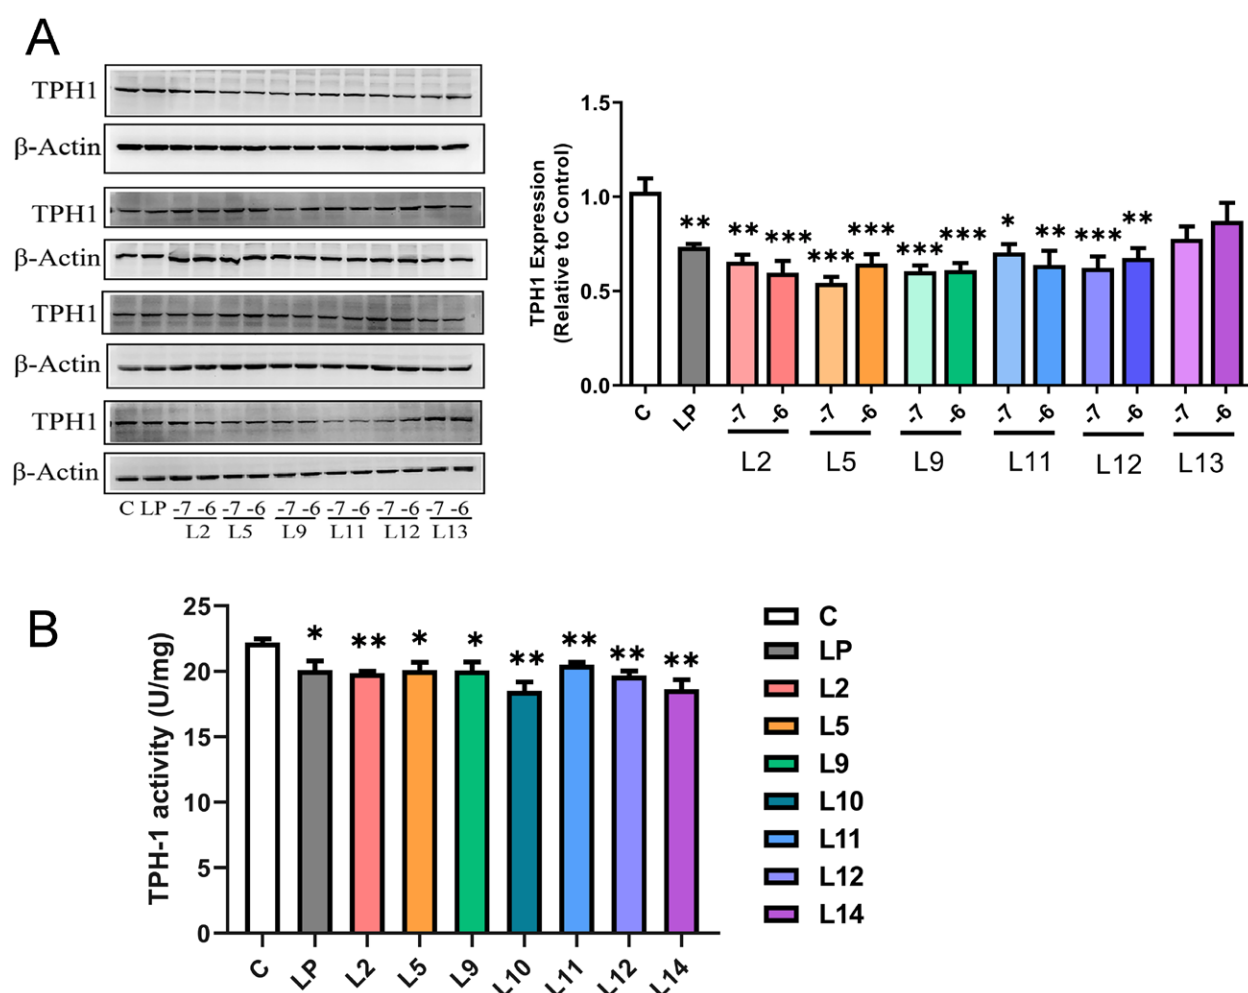 A
TPH1
β-Actin
TPH1
β-Actin
TPH1
β-Actin
TPH1
β-Actin
C LP -7 -6 -7 -6 -7 -6 -7 -6 -7 -6 -7 -6
L2 L5 L9 L11 L12 L13
TPH1 Expression
(Relative to Control)
1.5
1.0
0.5
0.0
** ** *** *** *** *** *** * ** *** **
C LP -7 -6 -7 -6 -7 -6 -7 -6 -7 -6 -7 -6
L2 L5 L9 L11 L12 L13
B
TPH-1 activity (U/mg)
25
20
15
10
5
0
* ** * * ** ** ** **
C LP L2 L5 L9 L10 L11 L12 L14
C
LP
L2
L5
L9
L10
L11
L12
L14